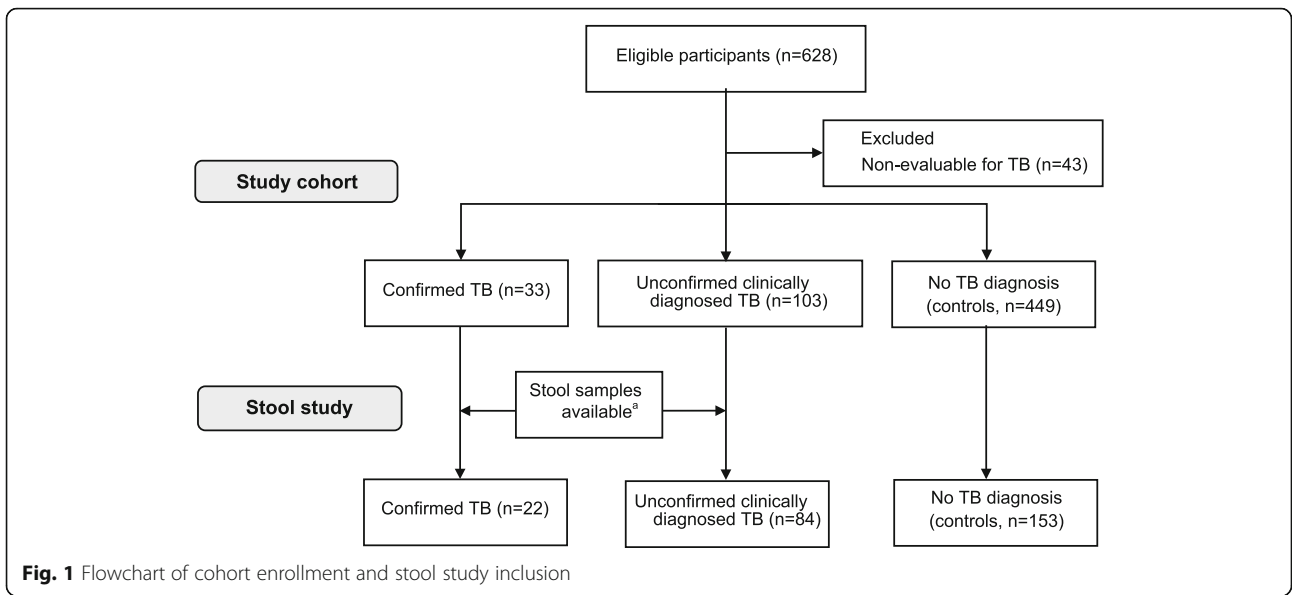 Eligible participants (n=628)
Excluded
Non-evaluable for TB (n=43)
Study cohort
Confirmed TB (n=33)
Unconfirmed clinically
diagnosed TB (n=103)
No TB diagnosis
(controls, n=449)
Stool samples
availableᵃ
Stool study
Confirmed TB (n=22)
Unconfirmed clinically
diagnosed TB (n=84)
No TB diagnosis
(controls, n=153)
Fig. 1 Flowchart of cohort enrollment and stool study inclusion